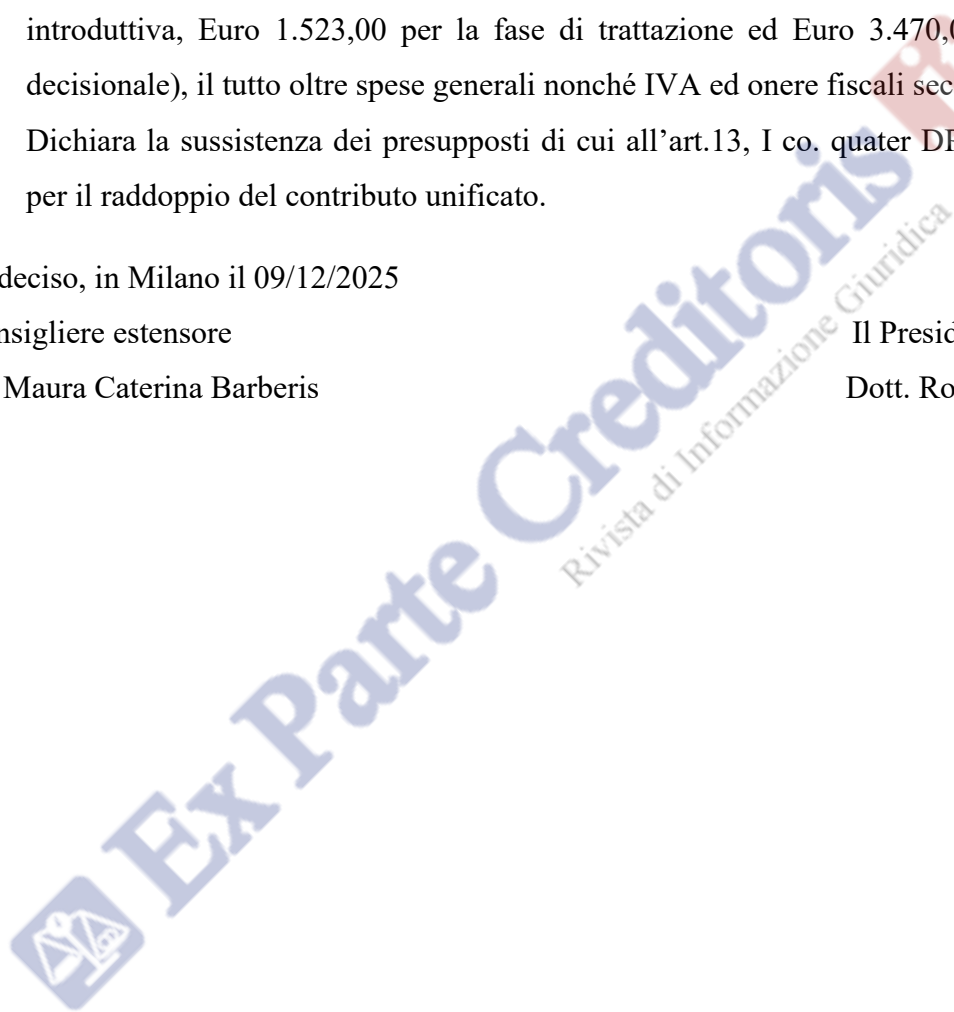 introduttiva, Euro 1.523,00 per la fase di trattazione ed Euro 3.470,0
decisionale), il tutto oltre spese generali nonché IVA ed onere fiscali sec
Dichiara la sussistenza dei presupposti di cui all’art.13, I co. quater DP
per il raddoppio del contributo unificato.
deciso, in Milano il 09/12/2025
nsigliere estensore Il Presid
Maura Caterina Barberis Dott. Ro
Ex Parte Creditoris
Rivista di Informazione Giuridica